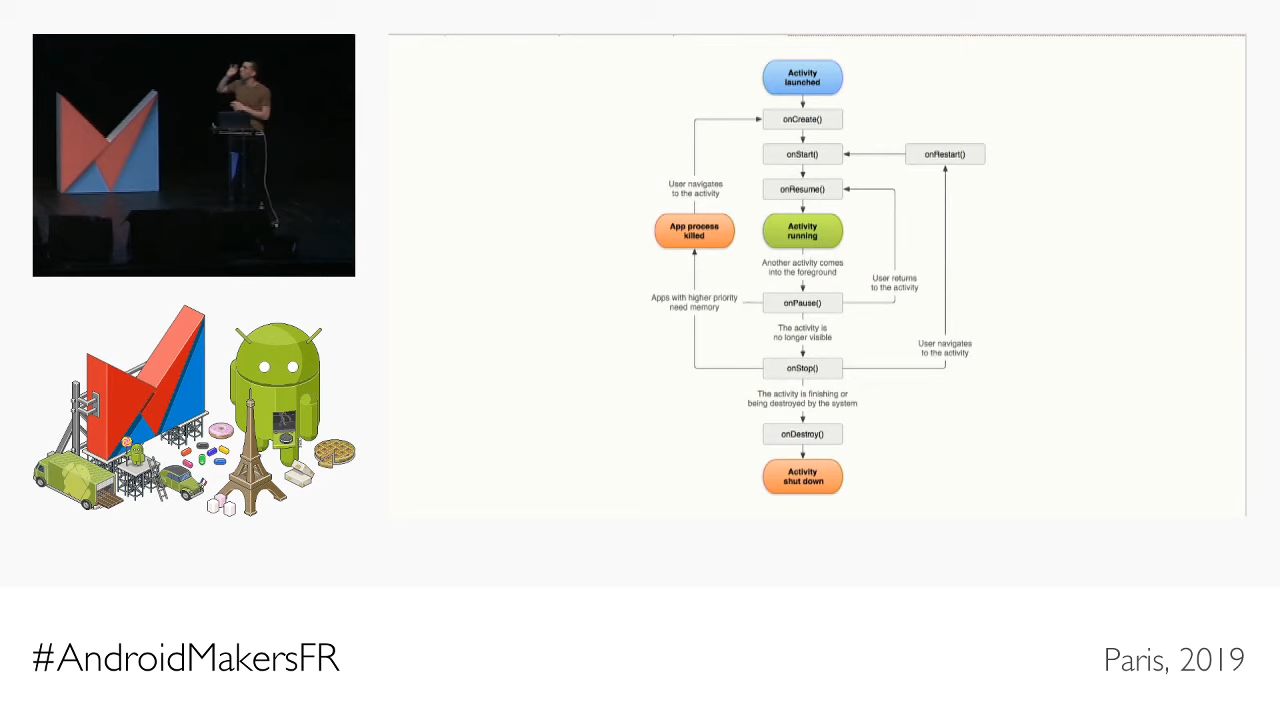 Activity
launched
onCreate()
onStart()
onRestart()
User navigates
to the activity
onResume()
App process
killed
Activity
running
Another activity comes
into the foreground
User returns
to the activity
Apps with higher priority
need memory
onPause()
The activity is
no longer visible
User navigates
to the activity
onStop()
The activity is finishing or
being destroyed by the system
onDestroy()
Activity
shut down
#AndroidMakersFR
Paris, 2019